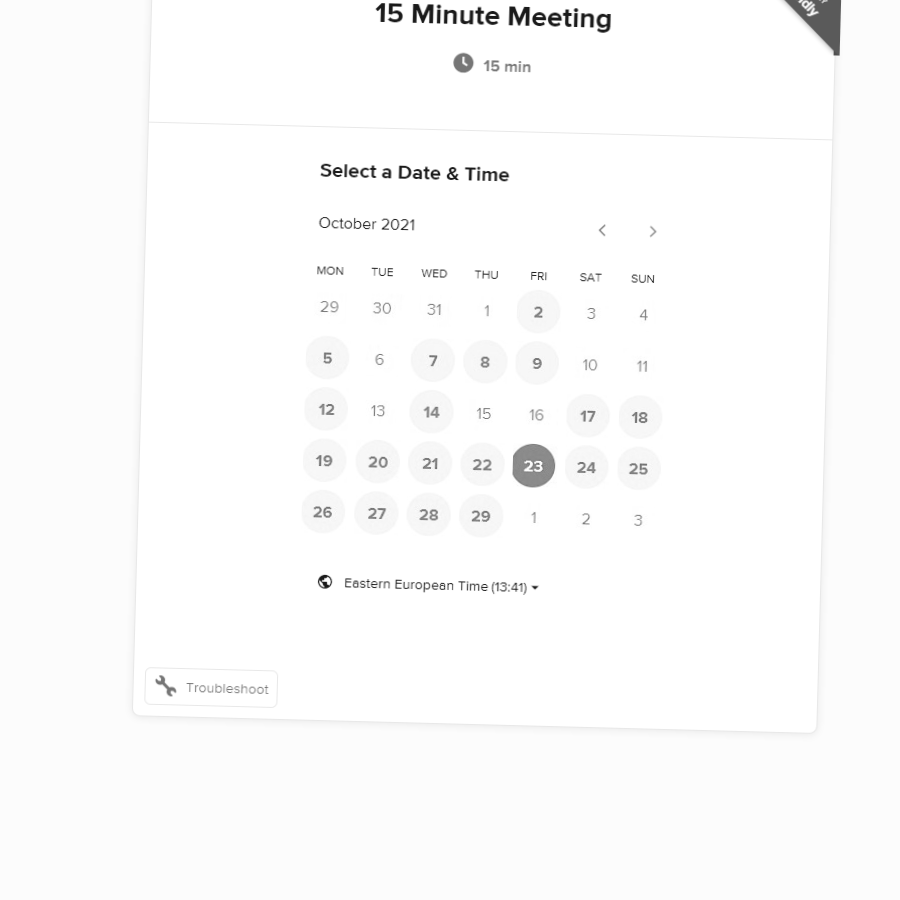 15 Minute Meeting
15 min
Select a Date & Time
October 2021
MON TUE WED THU FRI SAT SUN
29 30 31 1 2 3 4
5 6 7 8 9 10 11
12 13 14 15 16 17 18
19 20 21 22 23 24 25
26 27 28 29 1 2 3
Eastern European Time (13:41)
Troubleshoot